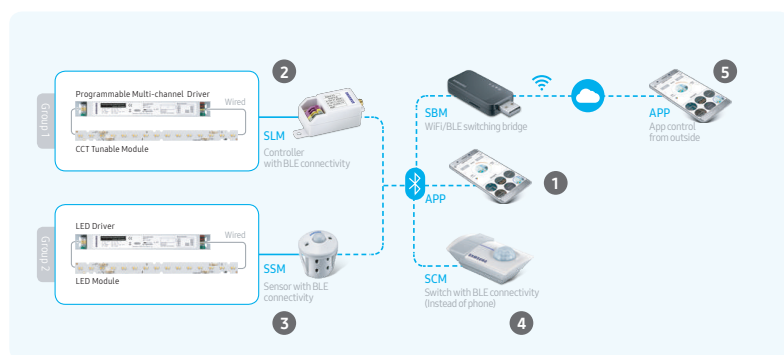 Group 1
Programmable Multi-channel Driver
Wired
CCT Tunable Module
2
SLM
Controller
with BLE connectivity
Group 2
LED Driver
Wired
LED Module
SSM
Sensor with BLE
connectivity
3
SBM
WiFi/BLE switching bridge
APP
App control
from outside
5
APP
1
SAMSUNG
SCM
Switch with BLE connectivity
(Instead of phone)
4